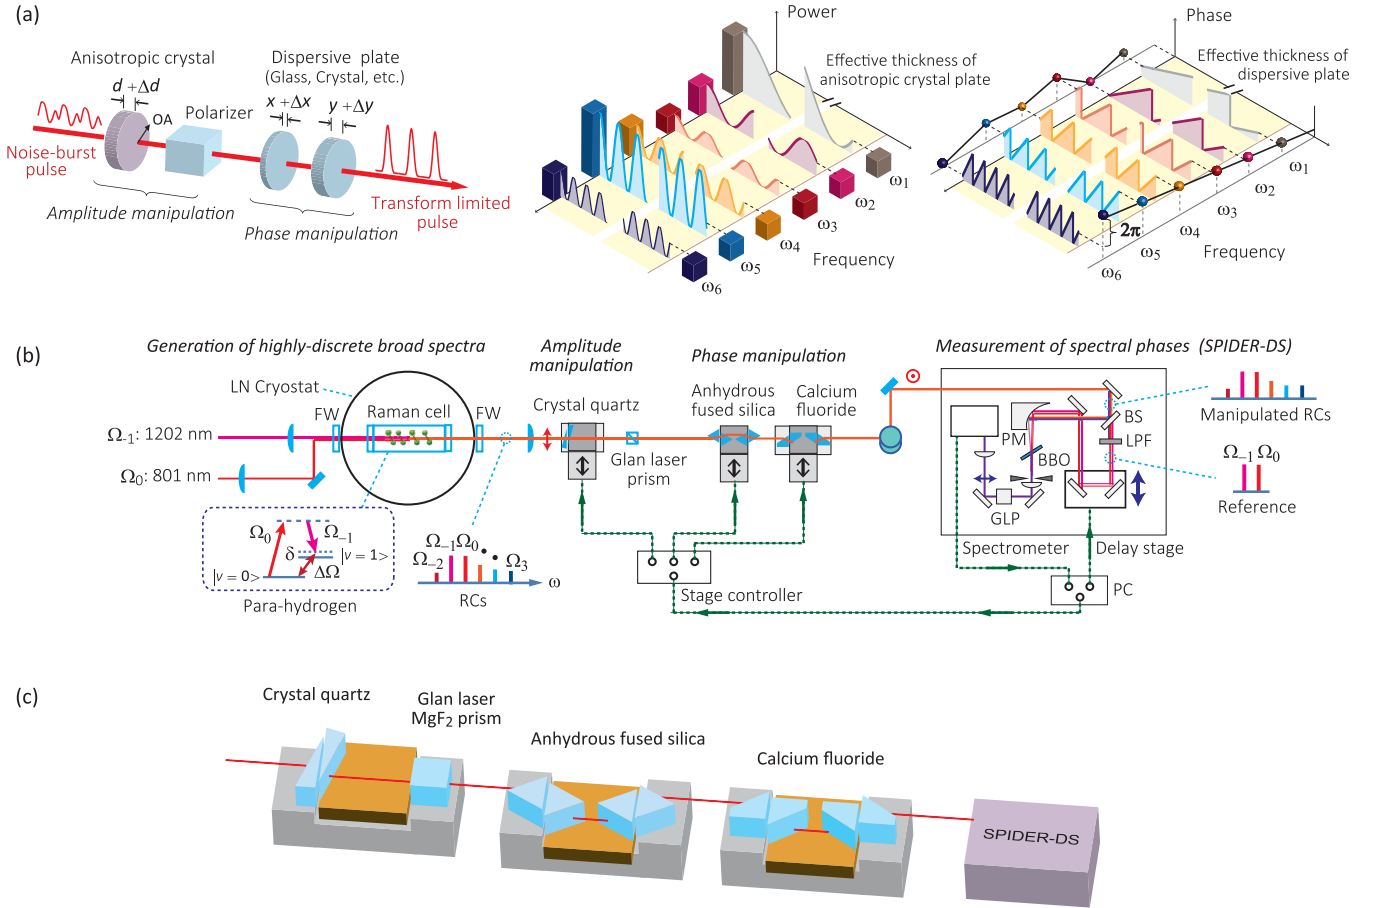 (a)
Anisotropic crystal
d +Δd
OA
Polarizer
Noise-burst
pulse
Amplitude manipulation
Dispersive plate
(Glass, Crystal, etc.)
x +Δx
y +Δy
Transform limited
pulse
Phase manipulation
Power
Effective thickness of
anisotropic crystal plate
ω1
ω2
ω3
ω4
ω5
ω6
Frequency
Phase
Effective thickness of
dispersive plate
ω1
ω2
ω3
ω4
ω5
ω6
2π
Frequency
(b)
Generation of highly-discrete broad spectra
Amplitude
manipulation
Phase manipulation
Measurement of spectral phases (SPIDER-DS)
LN Cryostat
FW
Raman cell
FW
Ω-1: 1202 nm
Ω0: 801 nm
Crystal quartz
Glan laser
prism
Anhydrous
fused silica
Calcium
fluoride
PM
BBO
GLP
BS
LPF
Spectrometer
Delay stage
Manipulated RCs
Ω-1 Ω0
Reference
Ω0
Ω-1
δ
|v = 1>
|v = 0>
ΔΩ
Para-hydrogen
Ω-2
Ω-1
Ω0
Ω3
ω
RCs
Stage controller
PC
(c)
Crystal quartz
Glan laser
MgF2 prism
Anhydrous fused silica
Calcium fluoride
SPIDER-DS